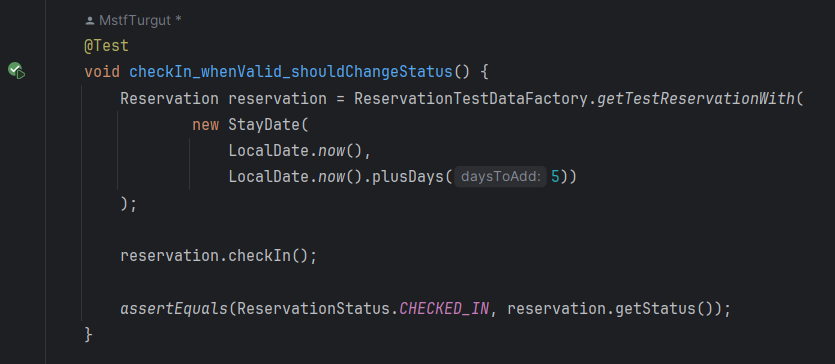 MstfTurgut *
@Test
void checkIn_whenValid_shouldChangeStatus() {
Reservation reservation = ReservationTestDataFactory.getTestReservationWith(
new StayDate(
LocalDate.now(),
LocalDate.now().plusDays( daysToAdd: 5))
);
reservation.checkIn();
assertEquals(ReservationStatus.CHECKED_IN, reservation.getStatus());
}